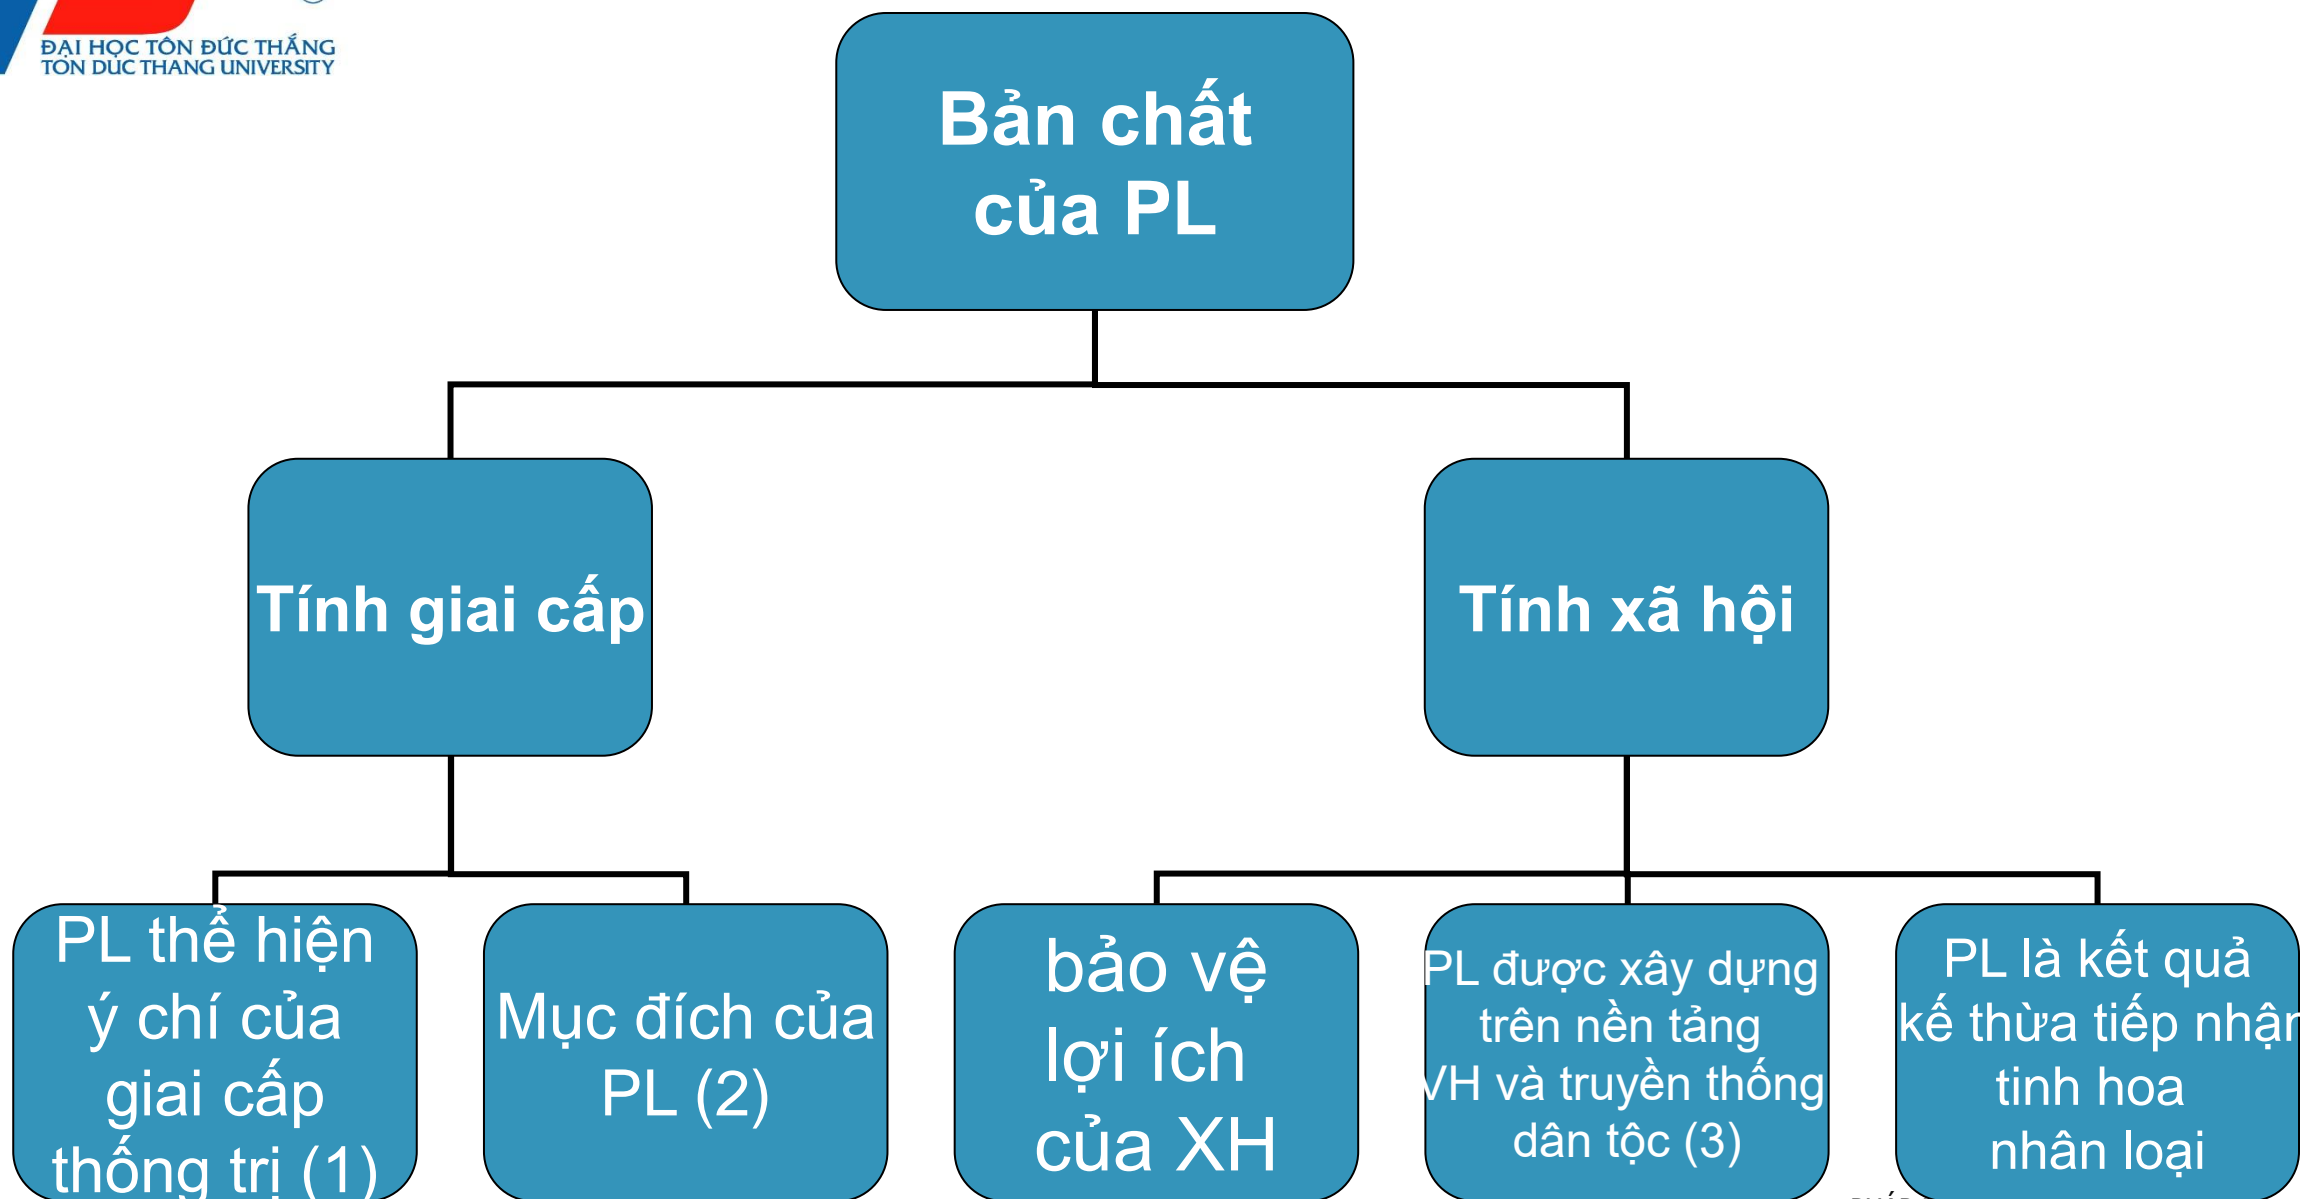 ĐẠI HỌC TÔN ĐỨC THẮNG
TON DUC THANG UNIVERSITY
Bản chất
của PL
Tính giai cấp
Tính xã hội
PL thể hiện
ý chí của
giai cấp
thống trị (1)
Mục đích của
PL (2)
bảo vệ
lợi ích
của XH
PL được xây dựng
trên nền tảng
VH và truyền thống
dân tộc (3)
PL là kết quả
kế thừa tiếp nhận
tinh hoa
nhân loại